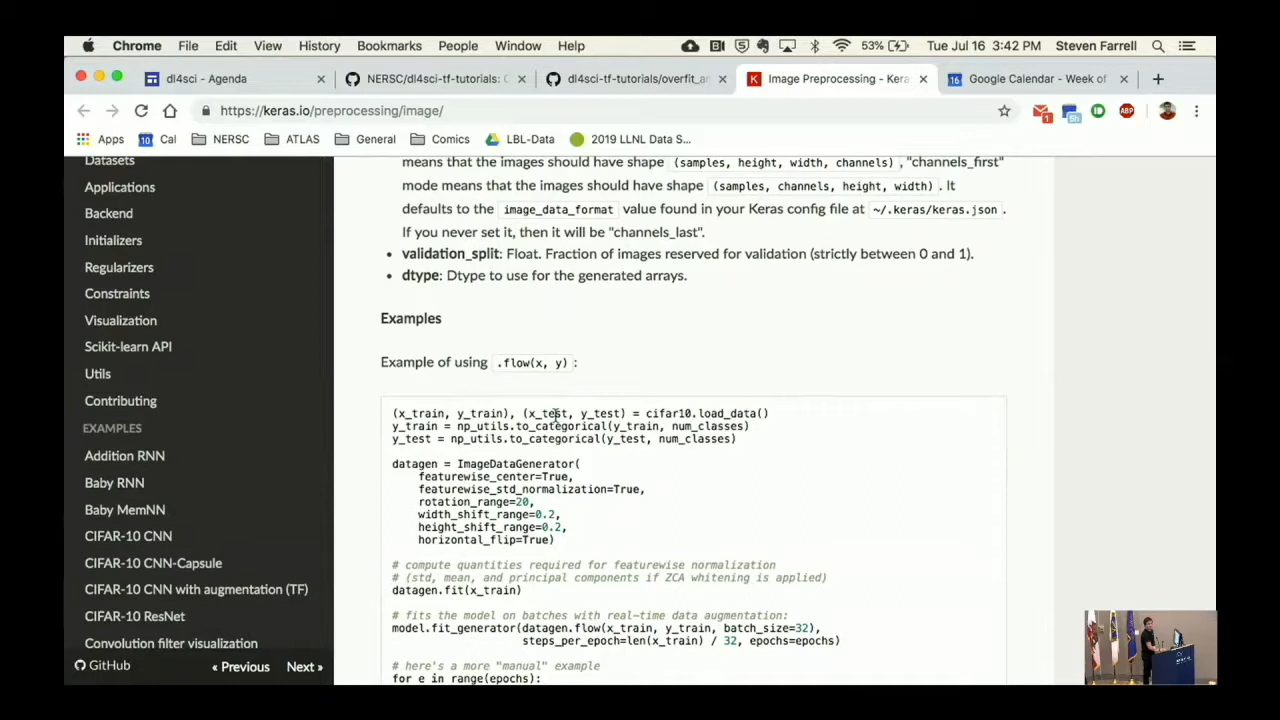 Chrome File Edit View History Bookmarks People Window Help 53% Tue Jul 16 3:42 PM Steven Farrell
dl4sci - Agenda NERSC/dl4sci-tf-tutorials: dl4sci-tf-tutorials/overfit_ar Image Preprocessing - Kera Google Calendar - Week of
https://keras.io/preprocessing/image/
Apps Cal NERSC ATLAS General Comics LBL-Data 2019 LLNL Data S...
Datasets
Applications
Backend
Initializers
Regularizers
Constraints
Visualization
Scikit-learn API
Utils
Contributing
EXAMPLES
Addition RNN
Baby RNN
Baby MemNN
CIFAR-10 CNN
CIFAR-10 CNN-Capsule
CIFAR-10 CNN with augmentation (TF)
CIFAR-10 ResNet
Convolution filter visualization
GitHub « Previous Next »
means that the images should have shape (samples, height, width, channels), "channels_first"
mode means that the images should have shape (samples, channels, height, width). It
defaults to the image_data_format value found in your Keras config file at ~/.keras/keras.json.
If you never set it, then it will be "channels_last".
• validation_split: Float. Fraction of images reserved for validation (strictly between 0 and 1).
• dtype: Dtype to use for the generated arrays.
Examples
Example of using .flow(x, y):
(x_train, y_train), (x_test, y_test) = cifar10.load_data()
y_train = np_utils.to_categorical(y_train, num_classes)
y_test = np_utils.to_categorical(y_test, num_classes)
datagen = ImageDataGenerator(
featurewise_center=True,
featurewise_std_normalization=True,
rotation_range=20,
width_shift_range=0.2,
height_shift_range=0.2,
horizontal_flip=True)
# compute quantities required for featurewise normalization
# (std, mean, and principal components if ZCA whitening is applied)
datagen.fit(x_train)
# fits the model on batches with real-time data augmentation:
model.fit_generator(datagen.flow(x_train, y_train, batch_size=32),
steps_per_epoch=len(x_train) / 32, epochs=epochs)
# here's a more "manual" example
for e in range(epochs):